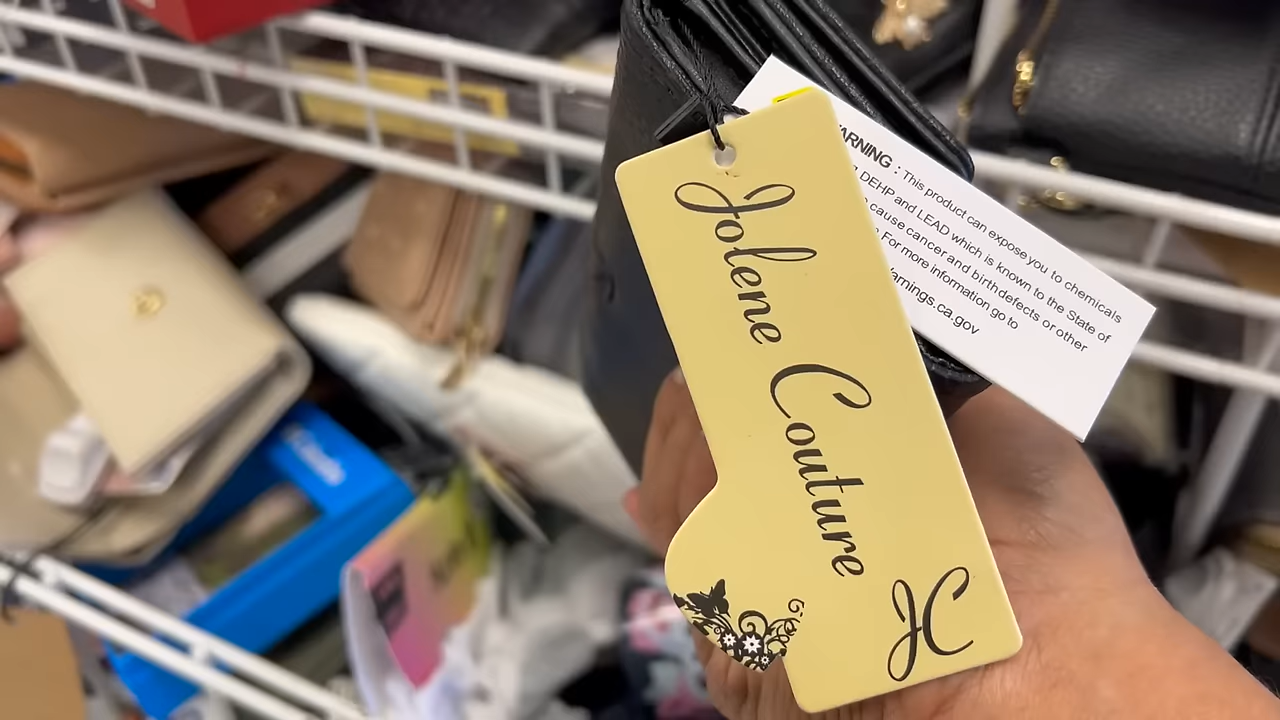 Jolene Couture
JC
WARNING : This product can expose you to chemicals
DEHP and LEAD which is known to the State of
cause cancer and birth defects or other
For more information go to
arnings.ca.gov